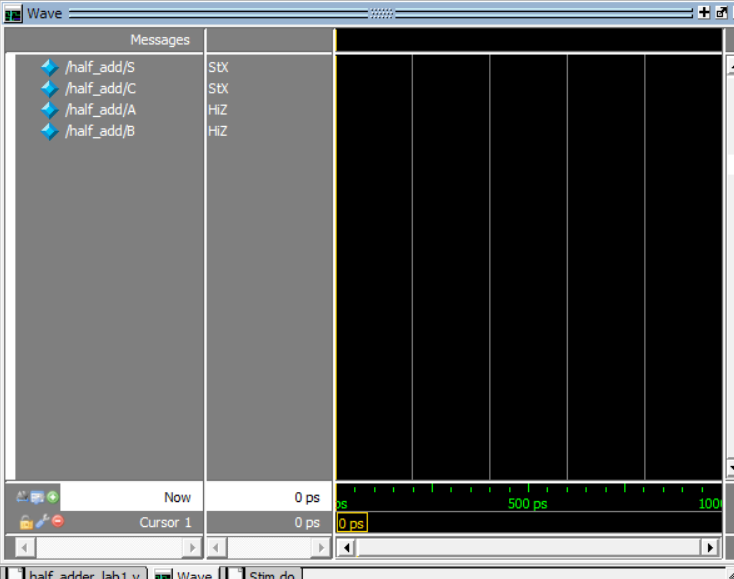 Wave
Messages
/half_add/S StX
/half_add/C StX
/half_add/A HiZ
/half_add/B HiZ
Now 0 ps ps 500 ps 100
Cursor 1 0 ps 0 ps
half_adder_lab1.v Wave Stim.do